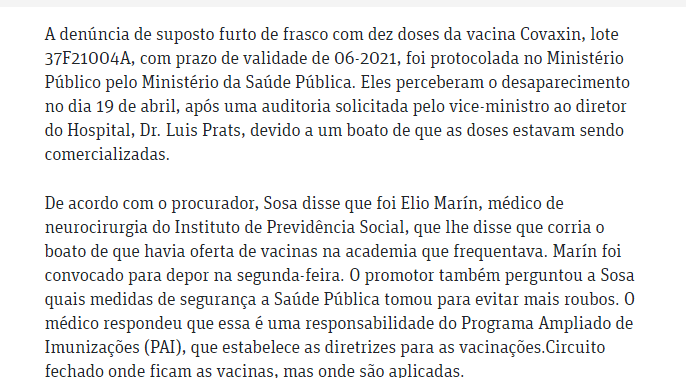 A denúncia de suposto furto de frasco com dez doses da vacina Covaxin, lote
37F21004A, com prazo de validade de 06-2021, foi protocolada no Ministério
Público pelo Ministério da Saúde Pública. Eles perceberam o desaparecimento
no dia 19 de abril, após uma auditoria solicitada pelo vice-ministro ao diretor
do Hospital, Dr. Luis Prats, devido a um boato de que as doses estavam sendo
comercializadas.
De acordo com o procurador, Sosa disse que foi Elio Marín, médico de
neurocirurgia do Instituto de Previdência Social, que lhe disse que corria o
boato de que havia oferta de vacinas na academia que frequentava. Marín foi
convocado para depor na segunda-feira. O promotor também perguntou a Sosa
quais medidas de segurança a Saúde Pública tomou para evitar mais roubos. O
médico respondeu que essa é uma responsabilidade do Programa Ampliado de
Imunizações (PAI), que estabelece as diretrizes para as vacinações.Circuito
fechado onde ficam as vacinas, mas onde são aplicadas.